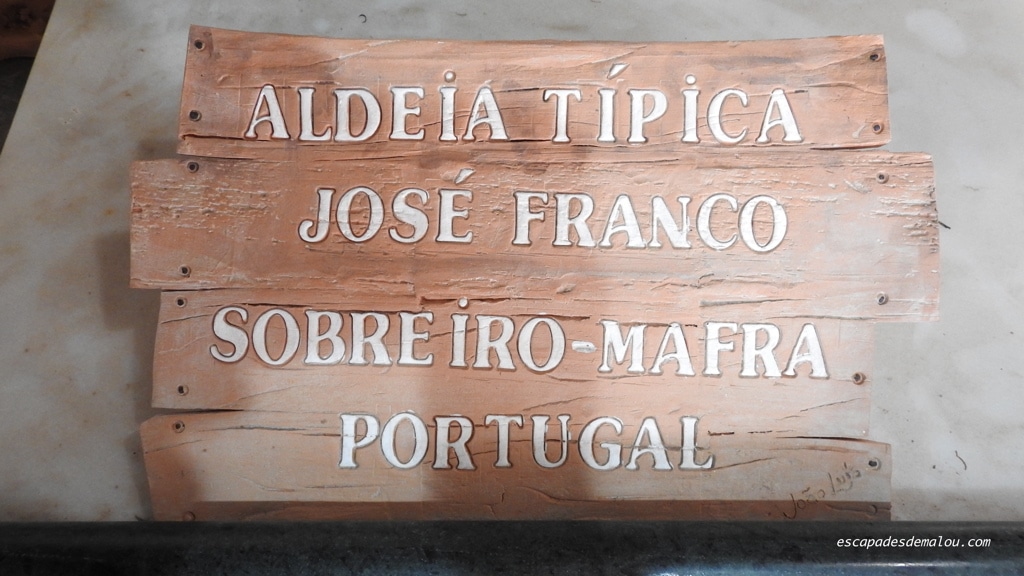 ALDEIA TÍPICA
JOSÉ FRANCO
SOBREIRO-MAFRA
PORTUGAL
João Luís
escapadesdemalou.com